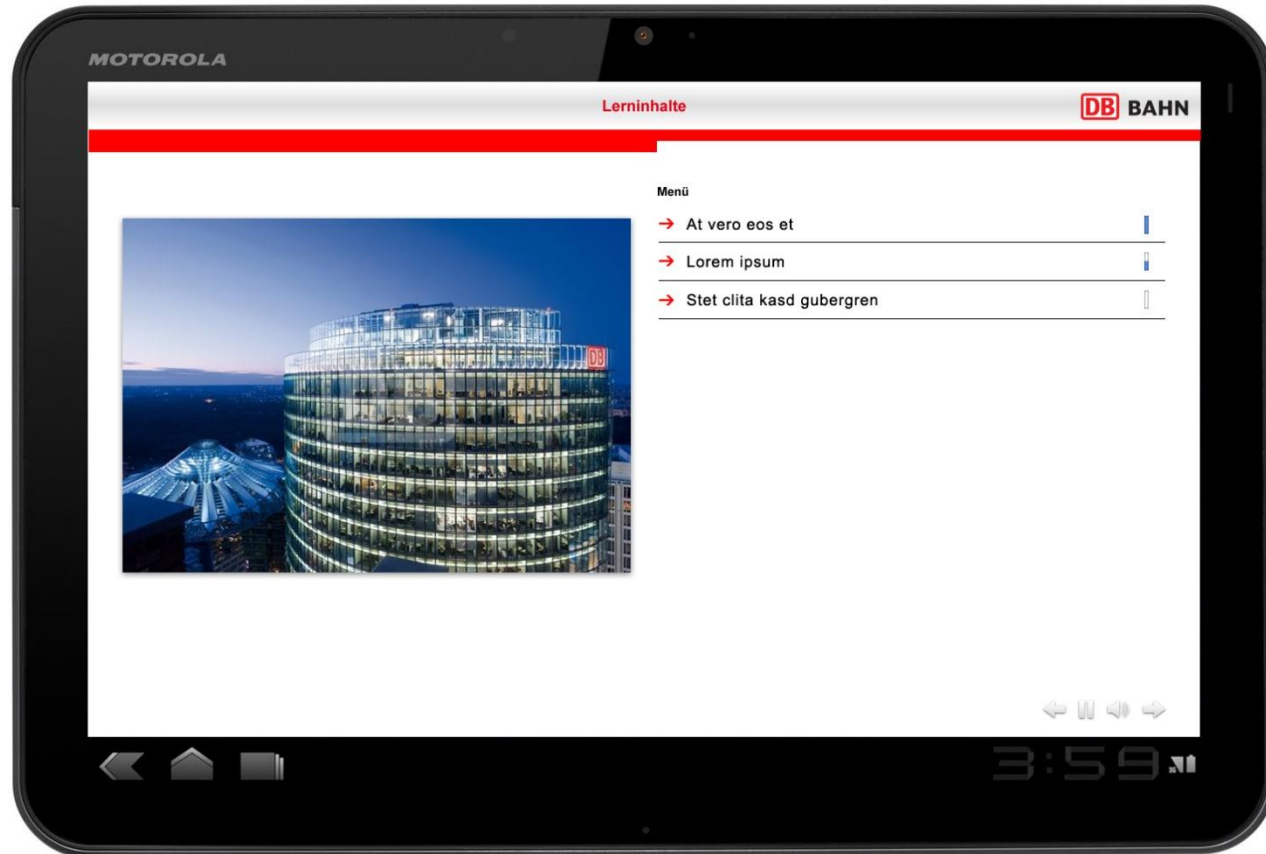 MOTOROLA
Lerninhalte
DB BAHN
Menü
At vero eos et
Lorem ipsum
Stet clita kasd gubergren
DB
3:59